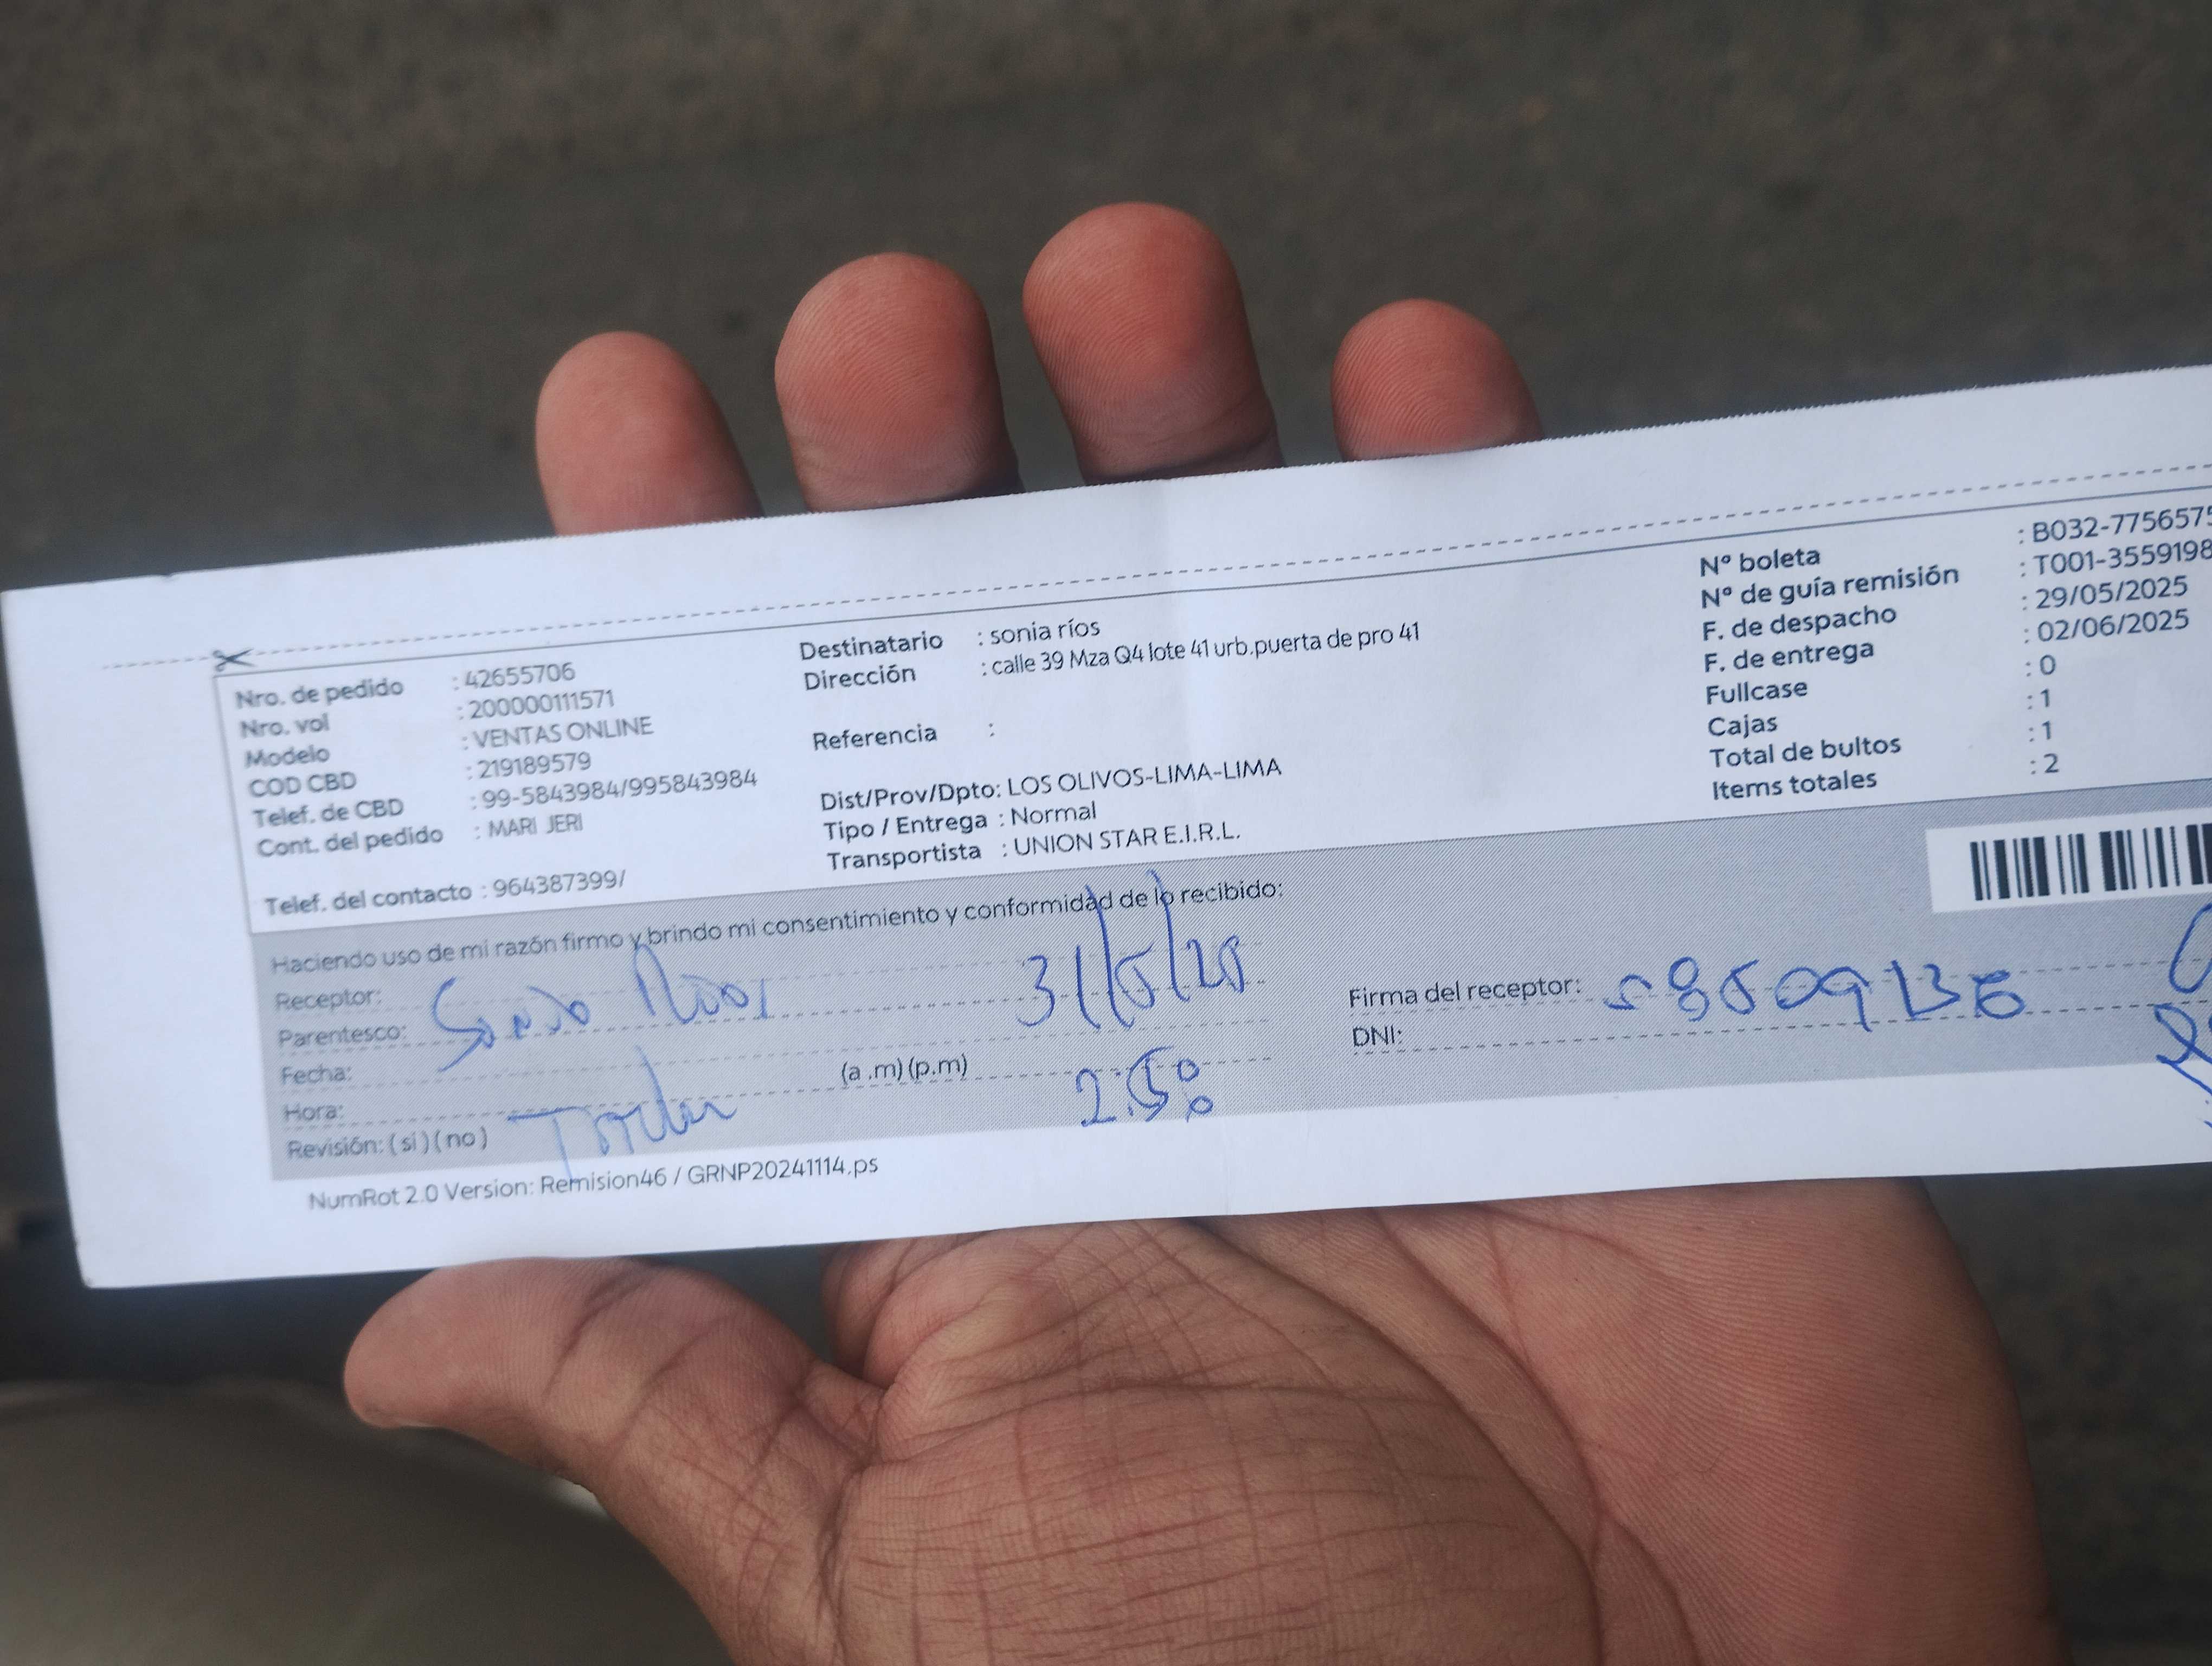 Nro. de pedido : 42655706
Nro. vol : 200000111571
Modelo : VENTAS ONLINE
COD CBD : 219189579
Telef. de CBD : 99-5843984/995843984
Cont. del pedido : MARI JERI
Telef. del contacto : 964387399/
Destinatario : sonia ríos
Dirección : calle 39 Mza Q4 lote 41 urb.puerta de pro 41
Referencia :
Dist/Prov/Dpto: LOS OLIVOS-LIMA-LIMA
Tipo / Entrega : Normal
Transportista : UNION STAR E.I.R.L.
Nº boleta : B032-7756575
Nº de guía remisión : T001-3559198
F. de despacho : 29/05/2025
F. de entrega : 02/06/2025
Fullcase : 0
Cajas : 1
Total de bultos : 1
Items totales : 2
Haciendo uso de mi razón firmo y brindo mi consentimiento y conformidad de lo recibido:
Receptor:
Parentesco:
Fecha:
Hora: (a .m) (p.m)
Revisión: ( si ) ( no )
31/5/25
Firma del receptor:
DNI:
NumRot 2.0 Version: Remision46 / GRNP20241114.ps